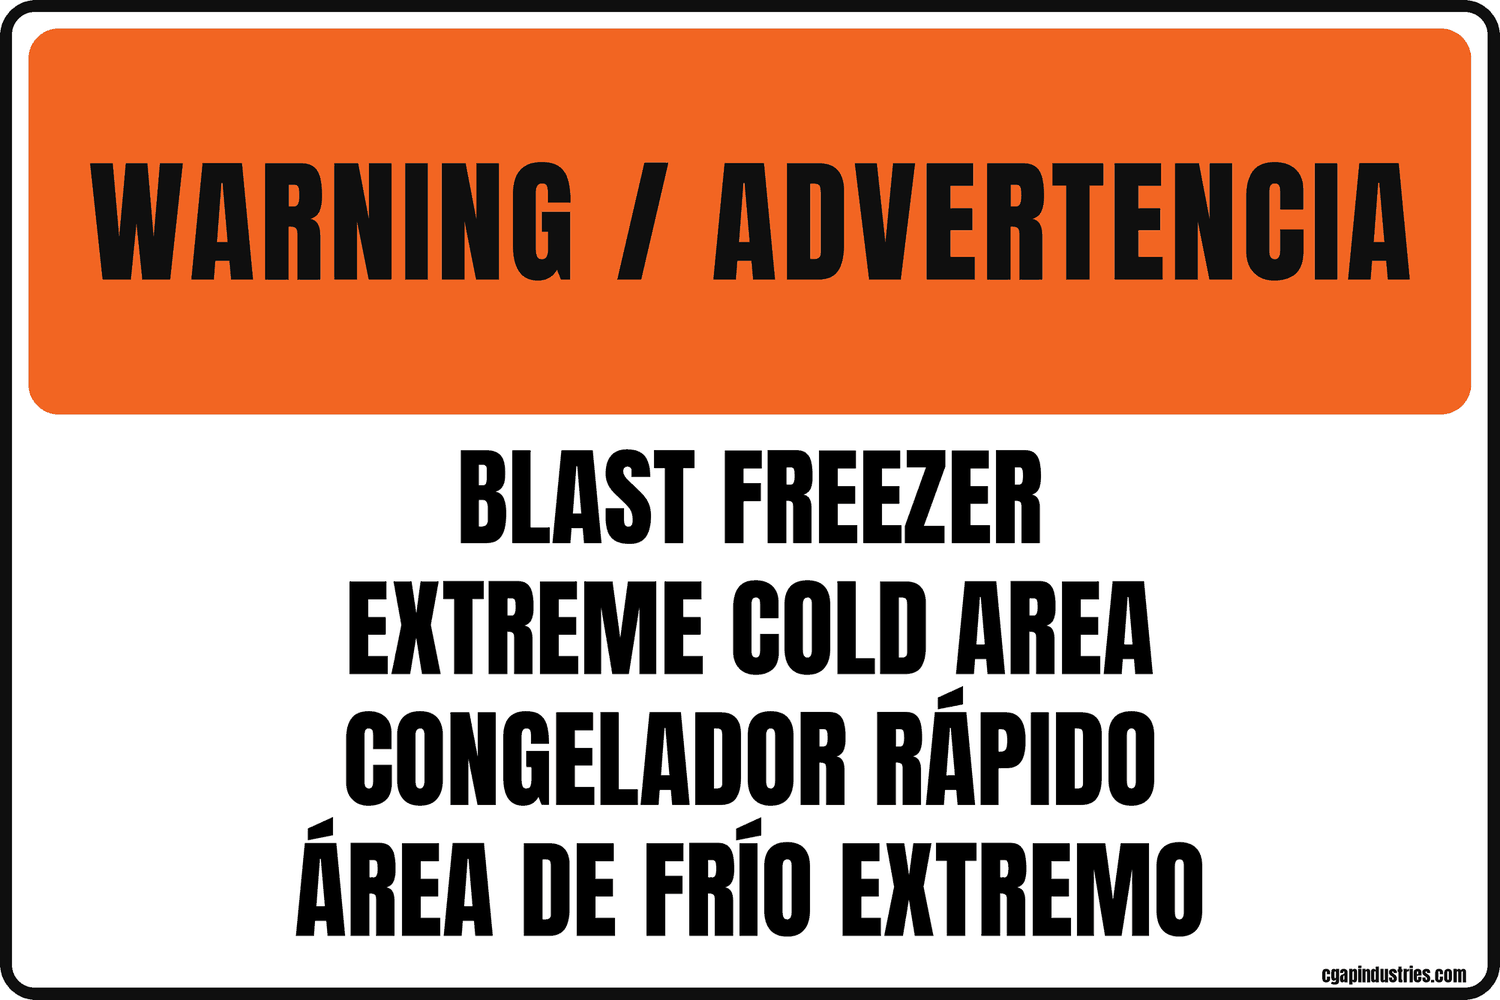 WARNING / ADVERTENCIA
BLAST FREEZER
EXTREME COLD AREA
CONGELADOR RÁPIDO
ÁREA DE FRÍO EXTREMO
cgapindustries.com